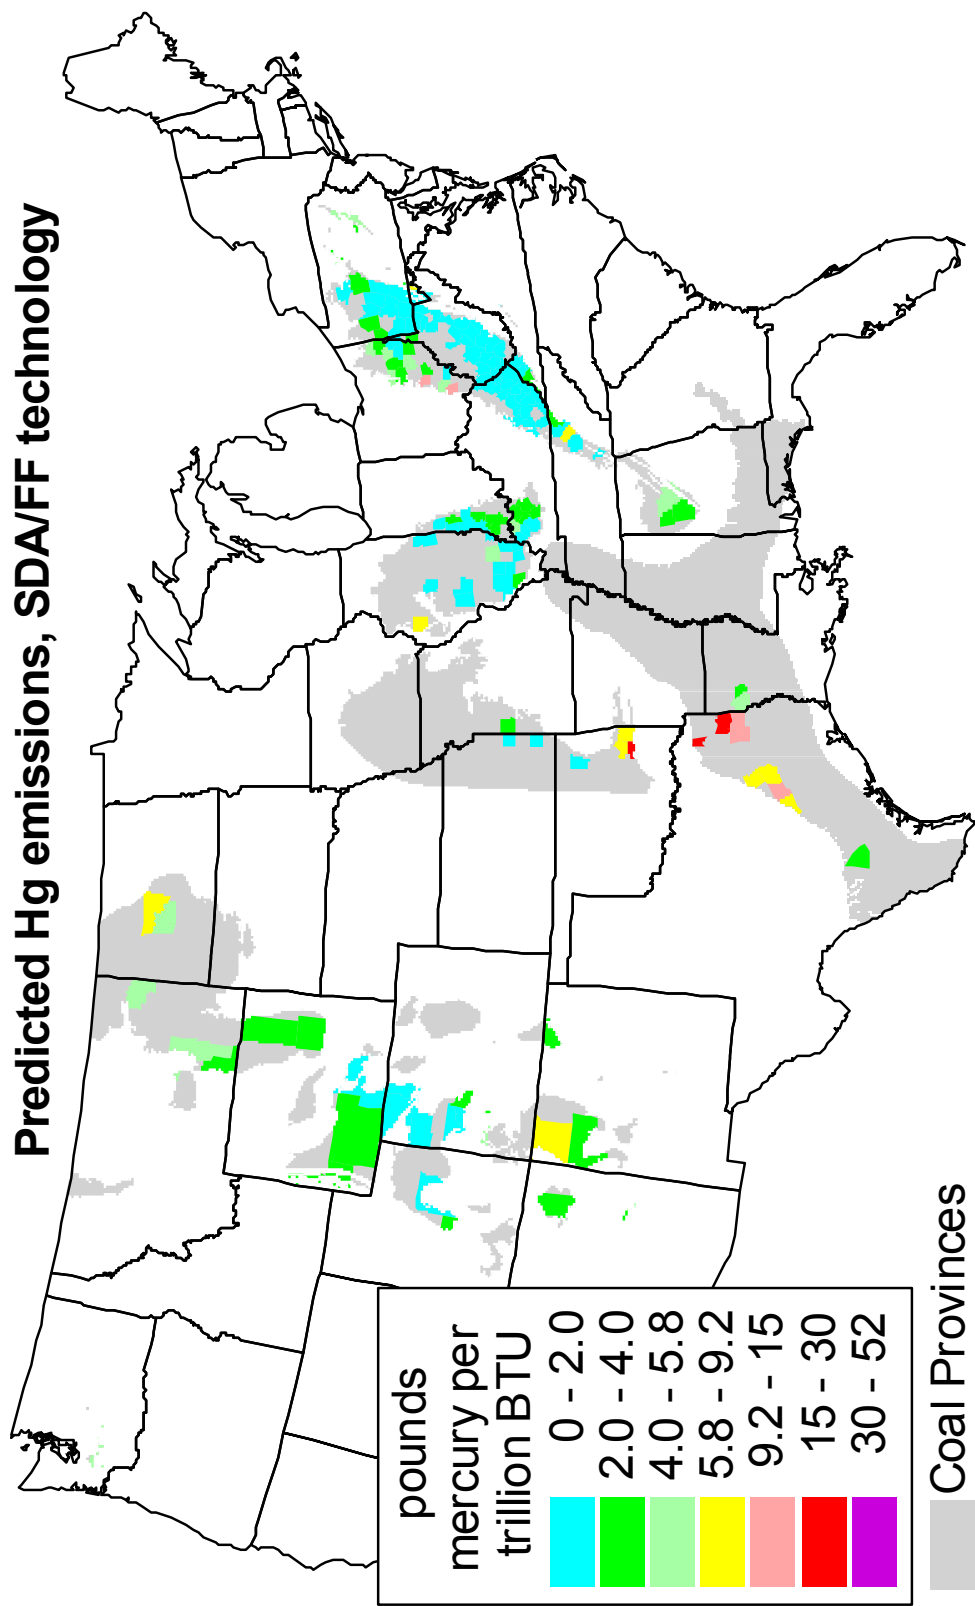 Predicted Hg emissions, SDA/FF technology
pounds
mercury per
trillion BTU
0 - 2.0
2.0 - 4.0
4.0 - 5.8
5.8 - 9.2
9.2 - 15
15 - 30
30 - 52
Coal Provinces